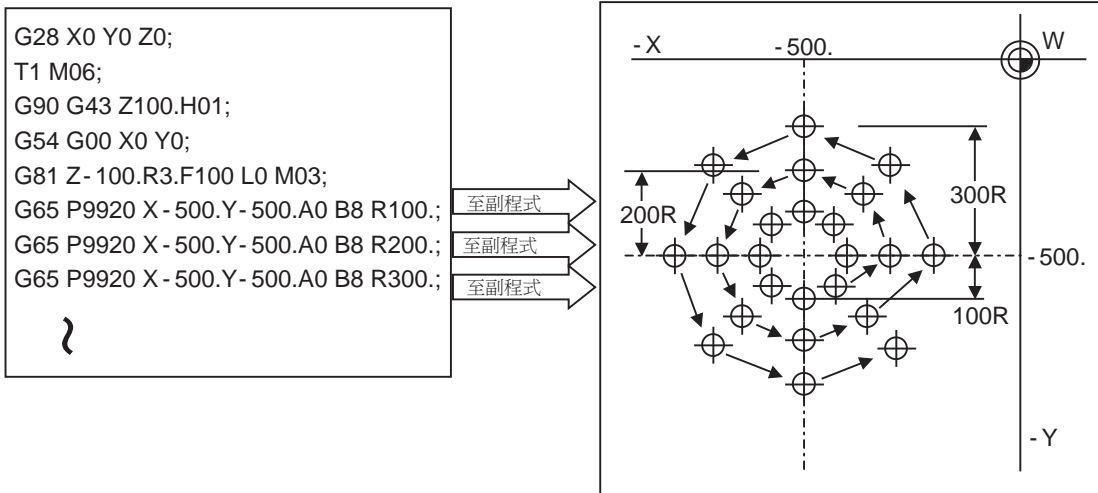 G28 X0 Y0 Z0;
T1 M06;
G90 G43 Z100.H01;
G54 G00 X0 Y0;
G81 Z-100.R3.F100 L0 M03;
G65 P9920 X-500.Y-500.A0 B8 R100.;
G65 P9920 X-500.Y-500.A0 B8 R200.;
G65 P9920 X-500.Y-500.A0 B8 R300.;
~
至副程式
至副程式
至副程式
-X
-500.
W
200R
300R
-500.
100R
-Y